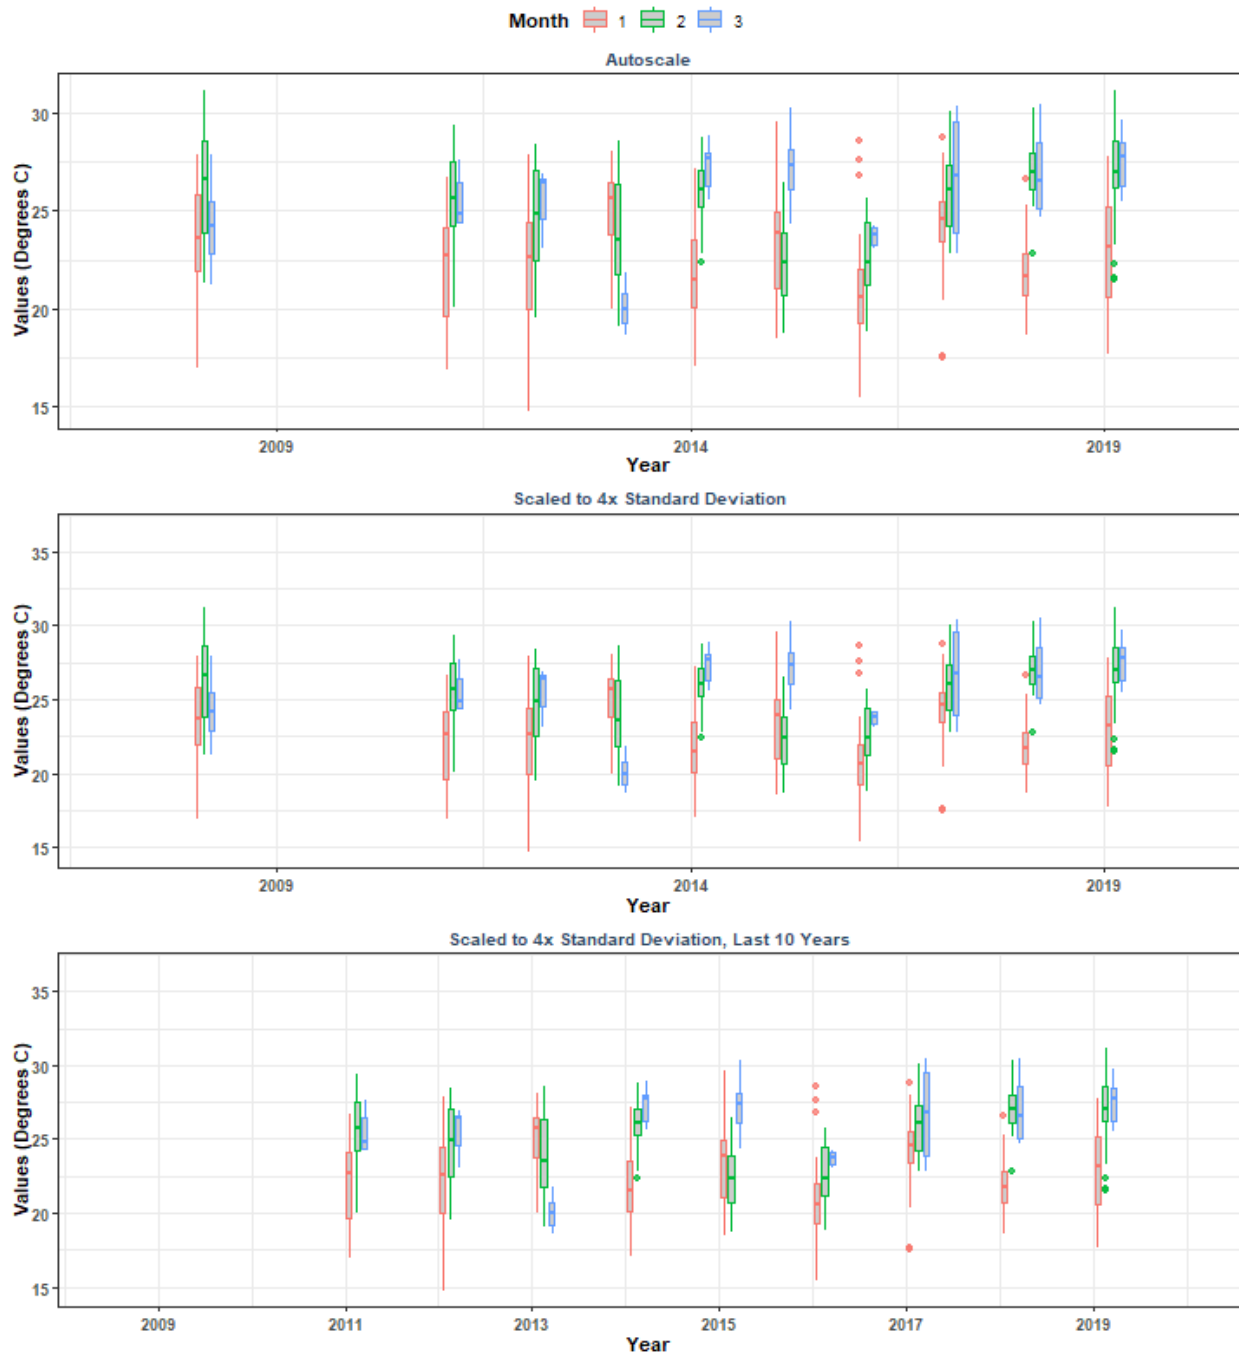 Month 1 2 3
Autoscale
Values (Degrees C)
30
25
20
15
2009 2014 2019
Year
Scaled to 4x Standard Deviation
Values (Degrees C)
35
30
25
20
15
2009 2014 2019
Year
Scaled to 4x Standard Deviation, Last 10 Years
Values (Degrees C)
35
30
25
20
15
2009 2011 2013 2015 2017 2019
Year